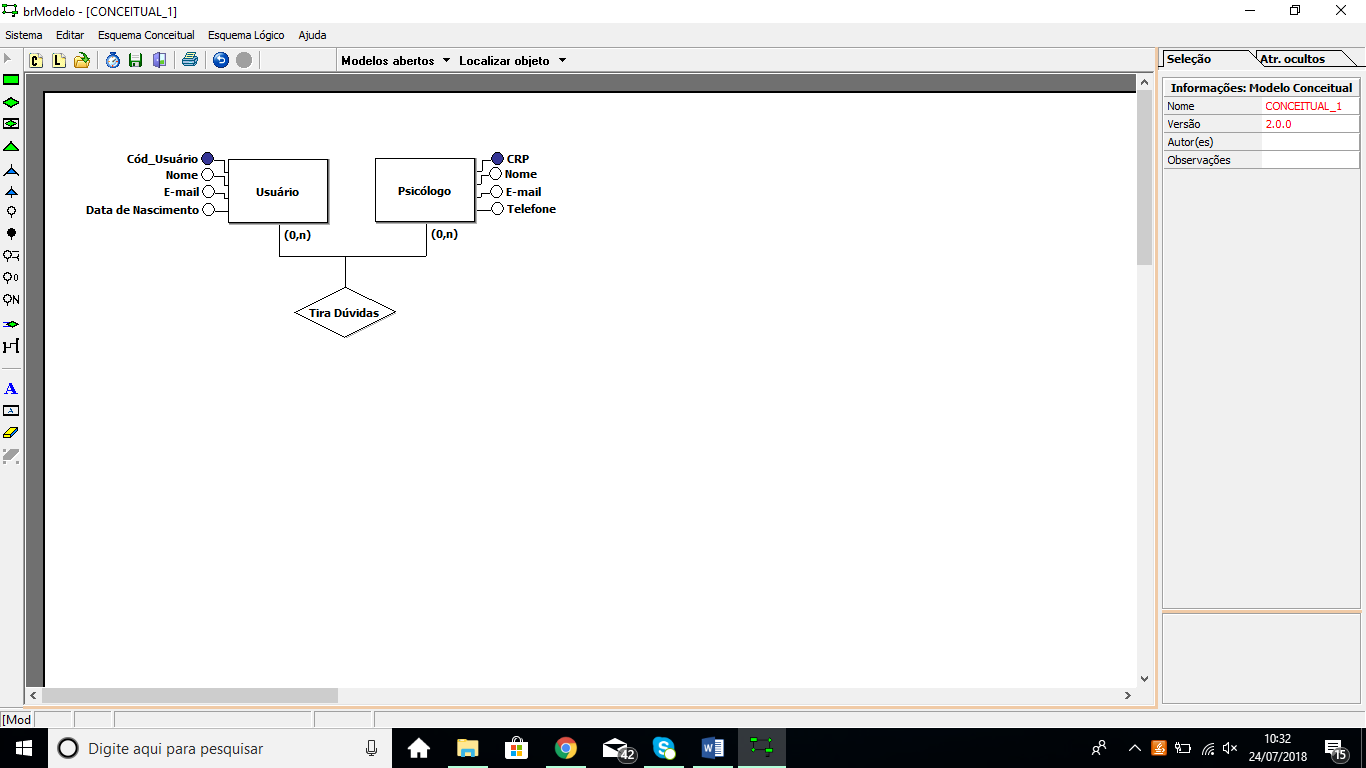 brModelo - [CONCEITUAL_1]
Sistema Editar Esquema Conceitual Esquema Lógico Ajuda
C L Modelos abertos Localizar objeto
Seleção Atr. ocultos
Informações: Modelo Conceitual
Nome CONCEITUAL_1
Versão 2.0.0
Autor(es)
Observações
Cód_Usuário
Nome
E-mail
Data de Nascimento
Usuário
(0,n)
Psicólogo
(0,n)
CRP
Nome
E-mail
Telefone
Tira Dúvidas
0
N
A
A
[Mod
Digite aqui para pesquisar
42
10:32
24/07/2018
15